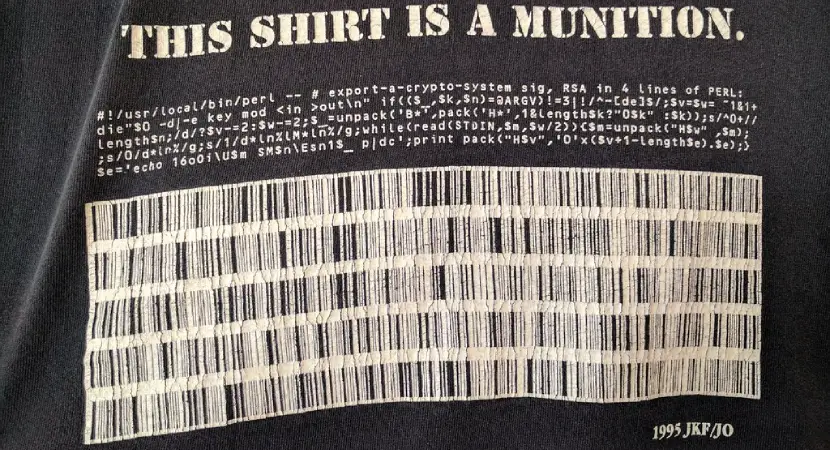 THIS SHIRT IS A MUNITION.
#!/usr/local/bin/perl -- # export-a-crypto-system sig, RSA in 4 lines of PERL:
die"$0 -d|-e key mod <in >out\n" if(($_,$k,$n)=@ARGV)!=3|!/^-[de]$/;$v=$w= ~1&1+
length$n;/d/?$v-=2:$w-=2;$_=unpack('B*',pack('H*',1&length$k?"0$k" :$k));s/^0+//
;s/0/d*ln%/g;s/1/d*ln%lM*ln%/g;while(read(STDIN,$m,$w/2)){$m=unpack("H$w",$m);
$e='echo 16o0i\U$m SM$n\Esn1$_ p|dc';print pack("H$v",'0'x($v+1-length$e).$e);}
1995 JKF/JO